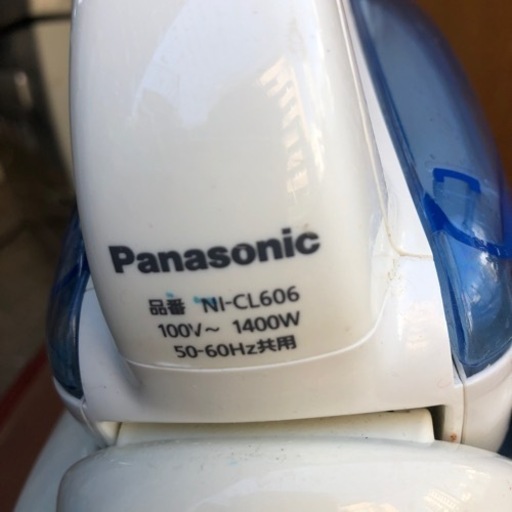 Panasonic
品番 NI-CL606
100V～ 1400W
50-60Hz共用